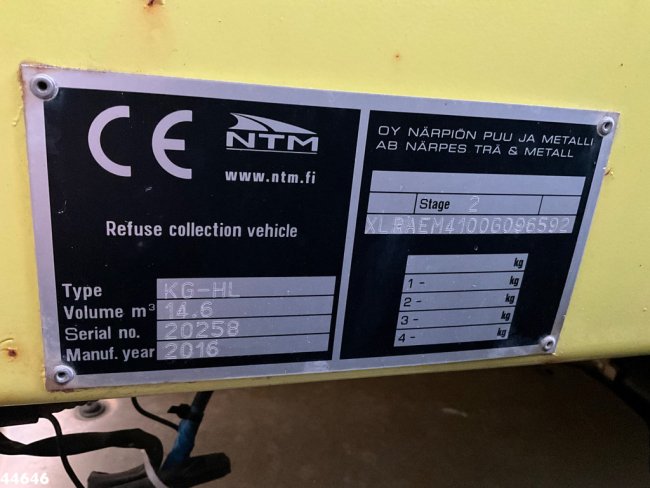 CE
NTM
www.ntm.fi
Refuse collection vehicle
Type KG-HL
Volume m³ 14.6
Serial no. 20258
Manuf. year 2016
OY NÄRPIÖN PUU JA METALLI
AB NÄRPES TRÄ & METALL
Stage 2
XLRAEM4100G096592
kg
1 - kg
2 - kg
3 - kg
4 - kg
44646